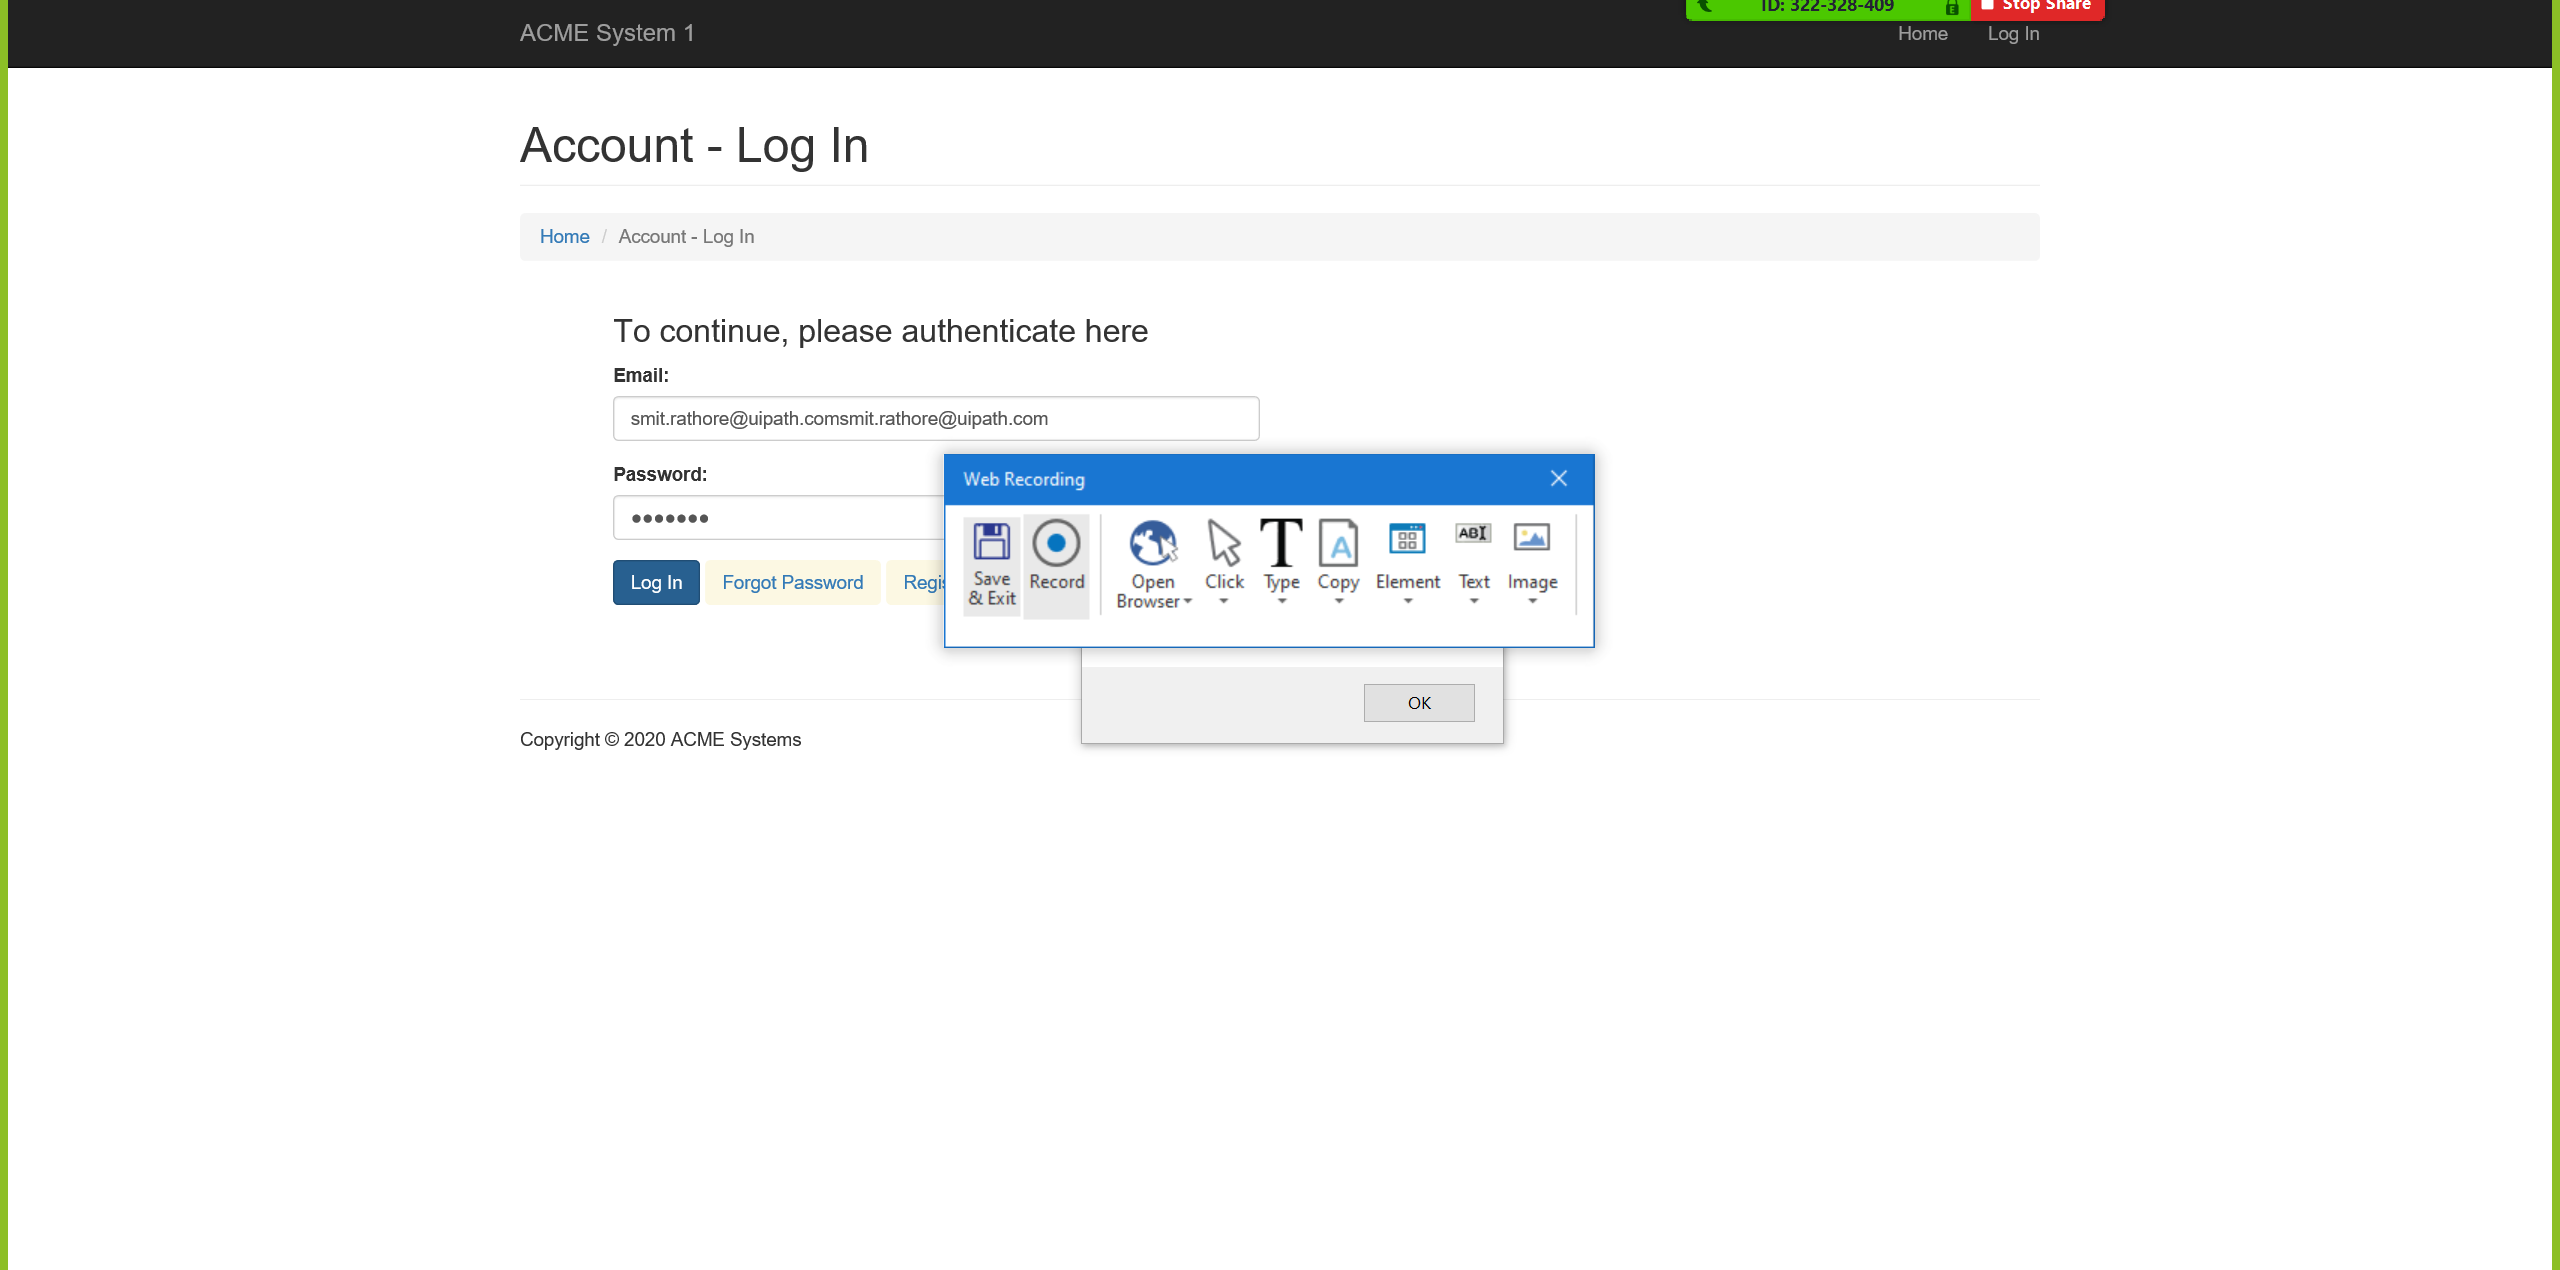 ACME System 1
ID: 322-328-409
Stop Share
Home Log In
Account - Log In
Home / Account - Log In
To continue, please authenticate here
Email:
smit.rathore@uipath.comsmit.rathore@uipath.com
Password:
Web Recording
Save & Exit
Record
Open Browser
Click
Type
Copy
Element
Text
Image
Log In Forgot Password Regis
OK
Copyright © 2020 ACME Systems